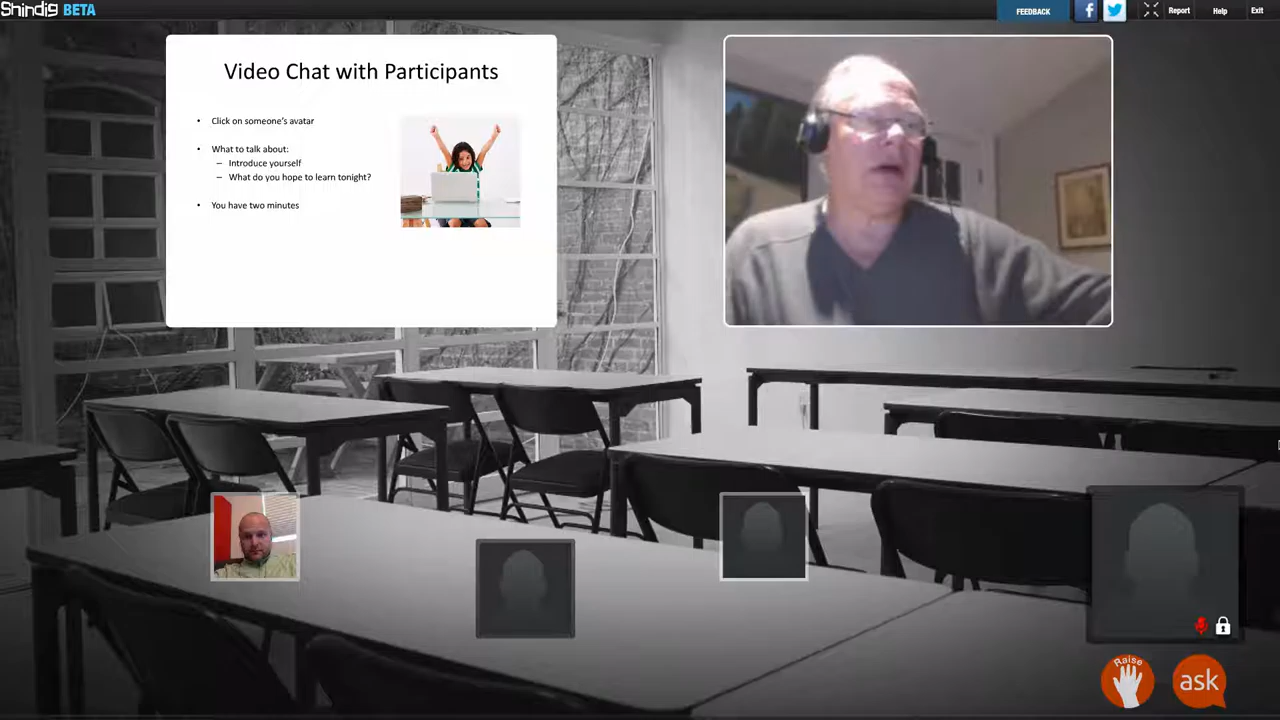 Shindig BETA
FEEDBACK
Report
Help
Exit
Video Chat with Participants
• Click on someone's avatar
• What to talk about:
– Introduce yourself
– What do you hope to learn tonight?
• You have two minutes
Raise
ask